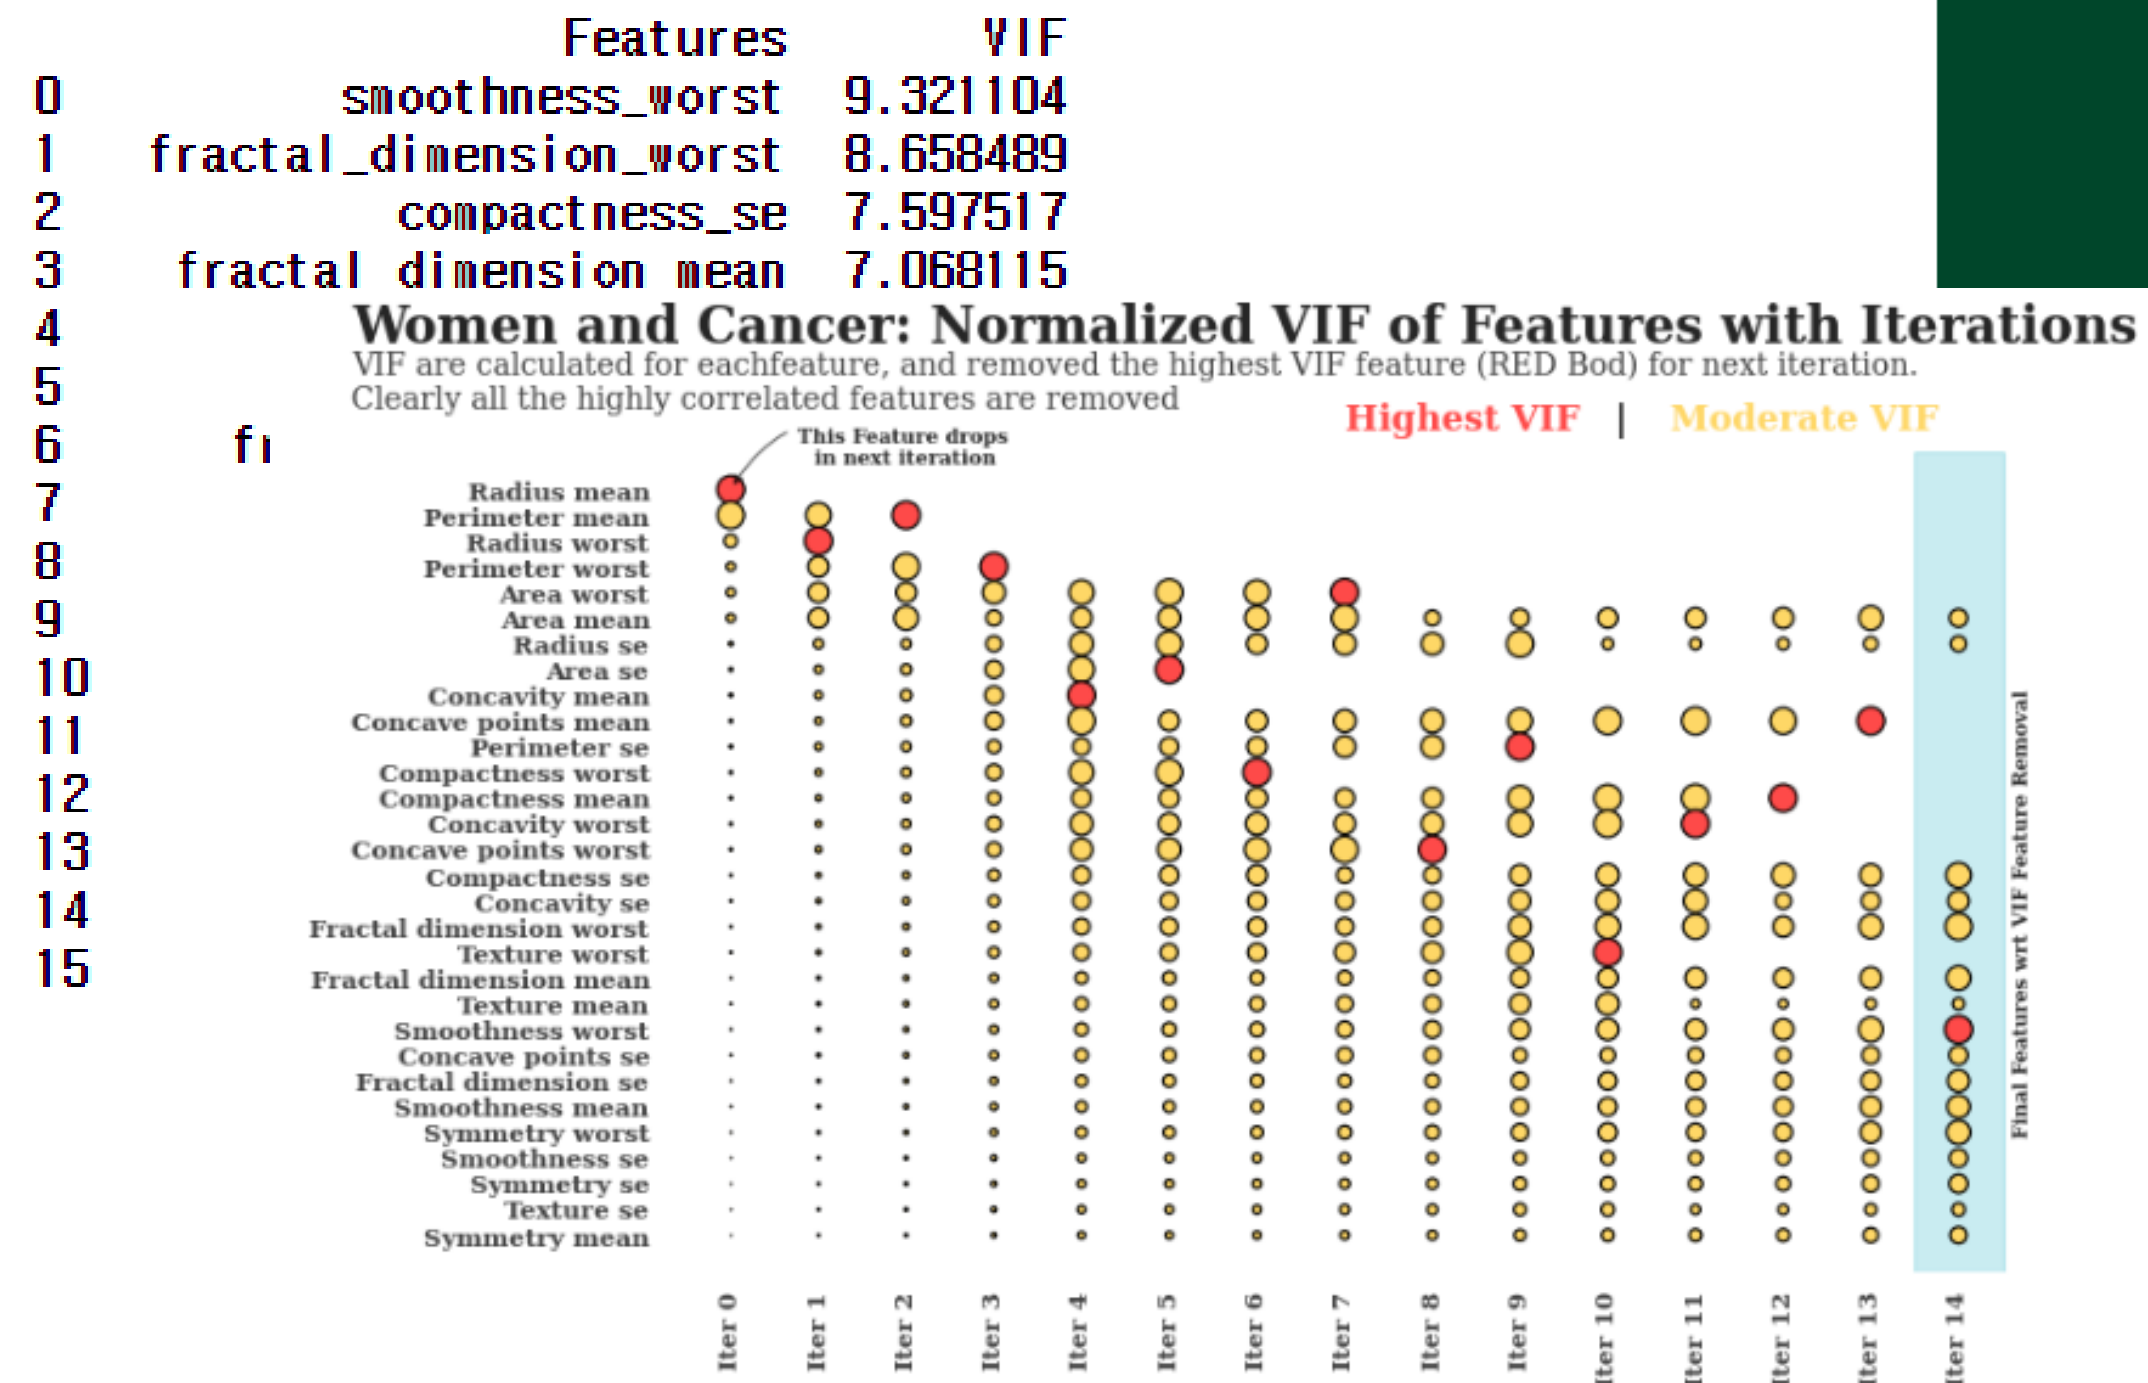 Features VIF
0 smoothness_worst 9.321104
1 fractal_dimension_worst 8.658489
2 compactness_se 7.597517
3 fractal dimension mean 7.068115
4
5
6
7
8
9
10
11
12
13
14
15
Women and Cancer: Normalized VIF of Features with Iterations
VIF are calculated for eachfeature, and removed the highest VIF feature (RED Bod) for next iteration.
Clearly all the highly correlated features are removed
Highest VIF | Moderate VIF
This Feature drops
in next iteration
Radius mean
Perimeter mean
Radius worst
Perimeter worst
Area worst
Area mean
Radius se
Area se
Concavity mean
Concave points mean
Perimeter se
Compactness worst
Compactness mean
Concavity worst
Concave points worst
Compactness se
Concavity se
Fractal dimension worst
Texture worst
Fractal dimension mean
Texture mean
Smoothness worst
Concave points se
Fractal dimension se
Smoothness mean
Symmetry worst
Smoothness se
Symmetry se
Texture se
Symmetry mean
Final Features wrt VIF Feature Removal
Iter 0
Iter 1
Iter 2
Iter 3
Iter 4
Iter 5
Iter 6
Iter 7
Iter 8
Iter 9
Iter 10
Iter 11
Iter 12
Iter 13
Iter 14